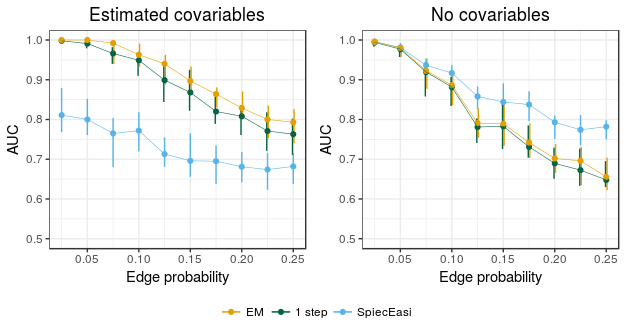 Estimated covariables
No covariables
AUC
1.0
0.9
0.8
0.7
0.6
0.5
0.05
0.10
0.15
0.20
0.25
Edge probability
AUC
1.0
0.9
0.8
0.7
0.6
0.5
0.05
0.10
0.15
0.20
0.25
Edge probability
EM
1 step
SpiecEasi